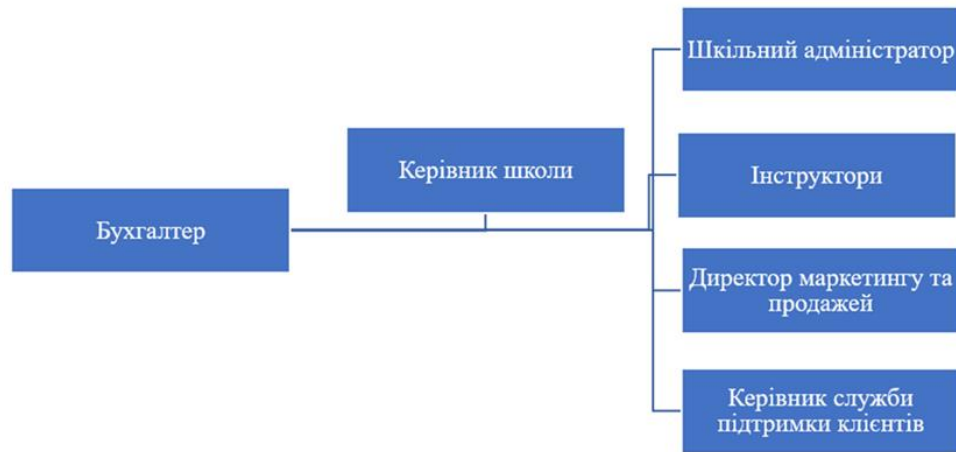 Шкільний адміністратор
Керівник школи
Інструктори
Бухгалтер
Директор маркетингу та
продажей
Керівник служби
підтримки клієнтів